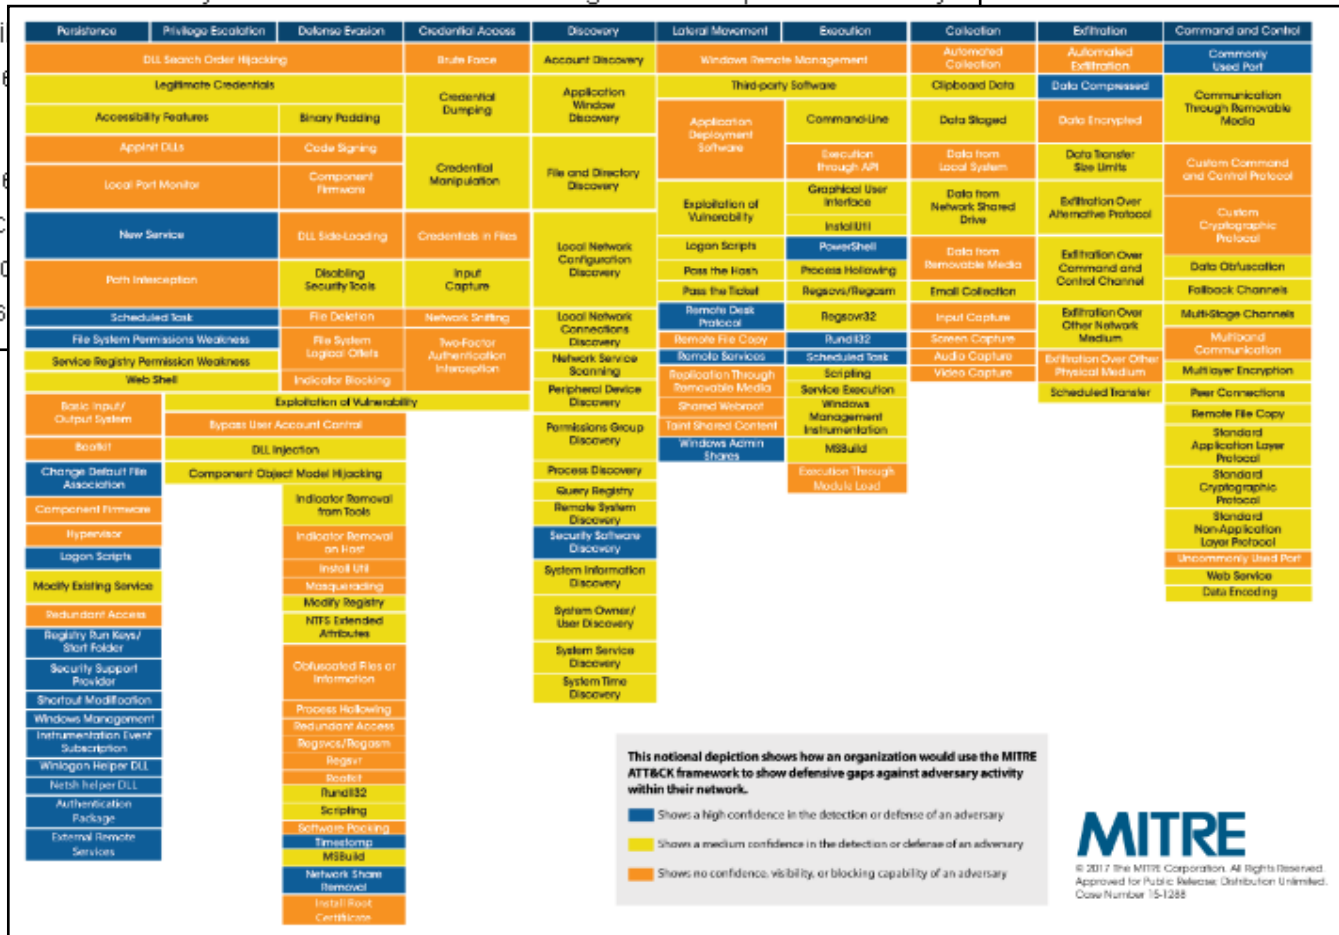 Persistence
Privilege Escalation
Defense Evasion
Credential Access
Discovery
Lateral Movement
Execution
Collection
Exfiltration
Command and Control
DLL Search Order Hijacking
Legitimate Credentials
Accessibility Features
AppInit DLLs
Local Port Monitor
New Service
Path Interception
Scheduled Task
File System Permissions Weakness
Service Registry Permission Weakness
Web Shell
Basic Input/
Output System
Bootkit
Change Default File
Association
Component Firmware
Hypervisor
Logon Scripts
Modify Existing Service
Redundant Access
Registry Run Keys/
Start Folder
Security Support
Provider
Shortcut Modification
Windows Management
Instrumentation Event
Subscription
Winlogon Helper DLL
Netsh helper DLL
Authentication
Package
External Remote
Services
Exploitation of Vulnerability
Bypass User Account Control
DLL Injection
Component Object Model Hijacking
Binary Padding
Code Signing
Component
Firmware
DLL Side-Loading
Disabling
Security Tools
File Deletion
File System
Logical Offets
Indicator Blocking
Indicator Removal
from Tools
Indicator Removal
on Host
Install Util
Masquerading
Modify Registry
NTFS Extended
Attributes
Obfuscated Files or
Information
Process Hollowing
Redundant Access
Regsvcs/Regasm
Regsvr
Rootkit
Rundll32
Scripting
Software Packing
Timestomp
MSBuild
Network Share
Removal
Install Root
Certificate
Brute Force
Credential
Dumping
Credential
Manipulation
Credentials in Files
Input
Capture
Network Sniffing
Two-Factor
Authentication
Interception
Account Discovery
Application
Window
Discovery
File and Directory
Discovery
Local Network
Configuration
Discovery
Local Network
Connections
Discovery
Network Service
Scanning
Peripheral Device
Discovery
Permissions Group
Discovery
Process Discovery
Query Registry
Remote System
Discovery
Security Software
Discovery
System Information
Discovery
System Owner/
User Discovery
System Service
Discovery
System Time
Discovery
Windows Remote Management
Third-party Software
Application
Deployment
Software
Exploitation of
Vulnerability
Logon Scripts
Pass the Hash
Pass the Ticket
Remote Desk
Protocol
Remote File Copy
Remote Services
Replication Through
Removable Media
Shared Webroot
Taint Shared Content
Windows Admin
Shares
Command-Line
Execution
through API
Graphical User
Interface
InstallUtil
PowerShell
Process Hollowing
Regsvcs/Regasm
Regsvr32
Rundll32
Scheduled Task
Scripting
Service Execution
Windows
Management
Instrumentation
MSBuild
Execution Through
Module Load
Automated
Collection
Clipboard Data
Data Staged
Data from
Local System
Data from
Network Shared
Drive
Data from
Removable Media
Email Collection
Input Capture
Screen Capture
Audio Capture
Video Capture
Automated
Exfiltration
Data Compressed
Data Encrypted
Data Transfer
Size Limits
Exfiltration Over
Alternative Protocol
Exfiltration Over
Command and
Control Channel
Exfiltration Over
Other Network
Medium
Exfiltration Over Other
Physical Medium
Scheduled Transfer
Commonly
Used Port
Communication
Through Removable
Media
Custom Command
and Control Protocol
Custom
Cryptographic
Protocol
Data Obfuscation
Fallback Channels
Multi-Stage Channels
Multiband
Communication
Multilayer Encryption
Peer Connections
Remote File Copy
Standard
Application Layer
Protocol
Standard
Cryptographic
Protocol
Standard
Non-Application
Layer Protocol
Uncommonly Used Port
Web Service
Data Encoding
This notional depiction shows how an organization would use the MITRE
ATT&CK framework to show defensive gaps against adversary activity
within their network.
Shows a high confidence in the detection or defense of an adversary
Shows a medium confidence in the detection or defense of an adversary
Shows no confidence, visibility, or blocking capability of an adversary
MITRE
© 2017 The MITRE Corporation. All Rights Reserved.
Approved for Public Release; Distribution Unlimited.
Case Number 15-1288